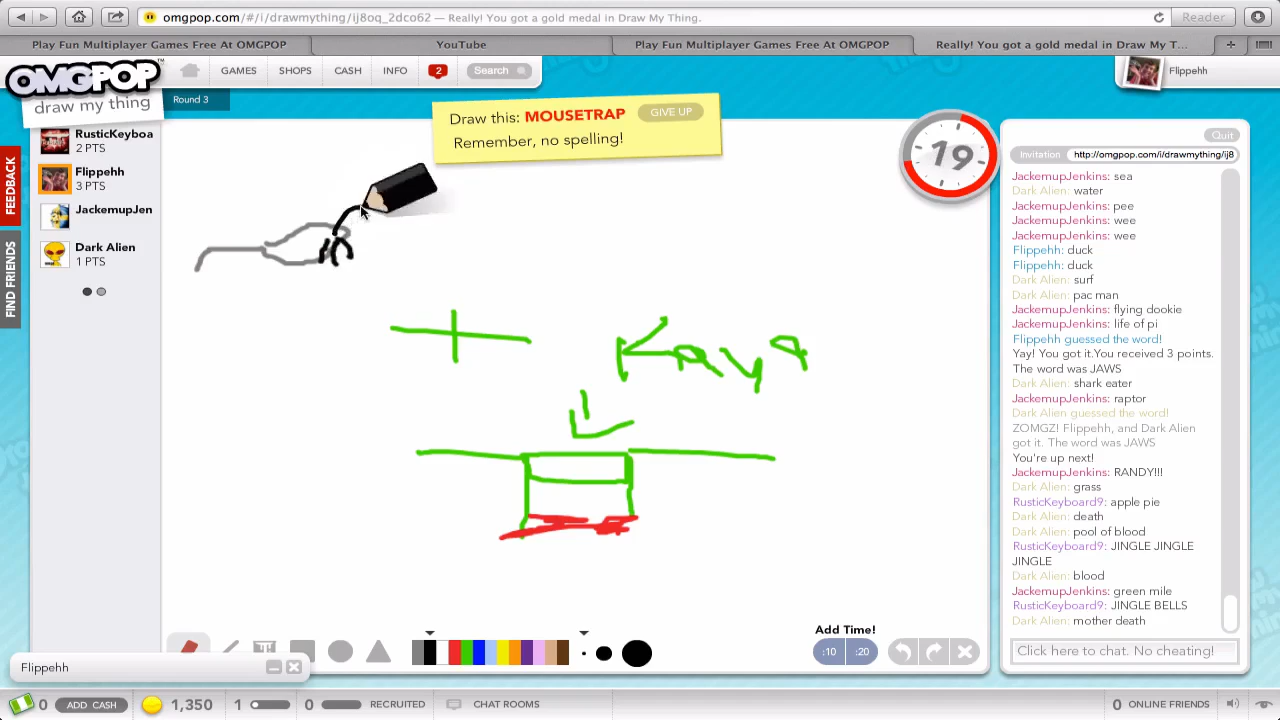 omgpop.com/#/i/drawmything/ij8oq_2dco62 — Really! You got a gold medal in Draw My Thing.
Reader
Play Fun Multiplayer Games Free At OMGPOP
YouTube
Play Fun Multiplayer Games Free At OMGPOP
Really! You got a gold medal in Draw My T...
OMGPOP
GAMES
SHOPS
CASH
INFO
2
Search
Flippehh
draw my thing
Round 3
Draw this: MOUSETRAP
GIVE UP
Remember, no spelling!
19
RusticKeyboa
2 PTS
Flippehh
3 PTS
JackemupJen
Dark Alien
1 PTS
FEEDBACK
FIND FRIENDS
Quit
Invitation
http://omgpop.com/i/drawmything/ij8
JackemupJenkins: sea
Dark Alien: water
JackemupJenkins: pee
JackemupJenkins: wee
JackemupJenkins: wee
Flippehh: duck
Flippehh: duck
Dark Alien: surf
Dark Alien: pac man
JackemupJenkins: flying dookie
JackemupJenkins: life of pi
Flippehh guessed the word!
Yay! You got it.You received 3 points.
The word was JAWS
Dark Alien: shark eater
JackemupJenkins: raptor
Dark Alien guessed the word!
ZOMGZ! Flippehh, and Dark Alien
got it. The word was JAWS
You're up next!
JackemupJenkins: RANDY!!!
Dark Alien: grass
RusticKeyboard9: apple pie
Dark Alien: death
Dark Alien: pool of blood
RusticKeyboard9: JINGLE JINGLE
JINGLE
Dark Alien: blood
JackemupJenkins: green mile
RusticKeyboard9: JINGLE BELLS
Dark Alien: mother death
Click here to chat. No cheating!
Add Time!
:10
:20
Flippehh
0
ADD CASH
1,350
1
0
RECRUITED
CHAT ROOMS
0 ONLINE FRIENDS